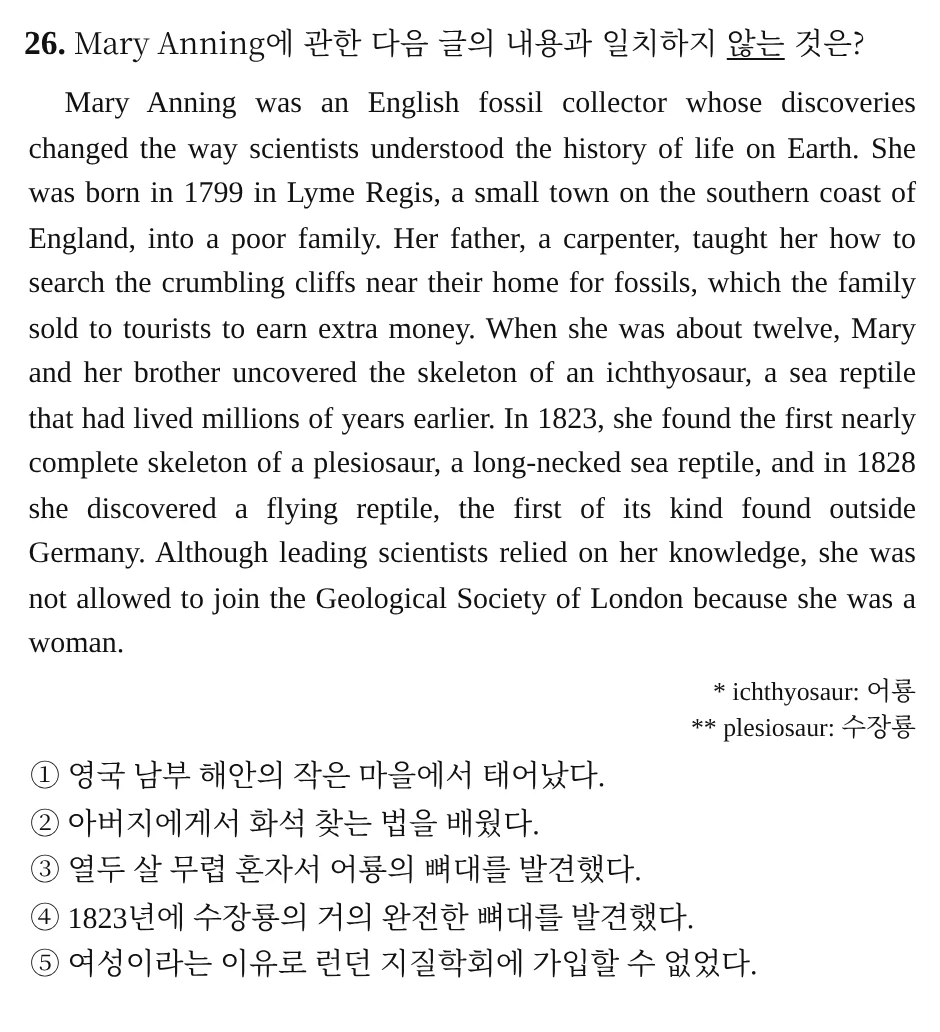 26. Mary Anning에 관한 다음 글의 내용과 일치하지 않는 것은?
Mary Anning was an English fossil collector whose discoveries
changed the way scientists understood the history of life on Earth. She
was born in 1799 in Lyme Regis, a small town on the southern coast of
England, into a poor family. Her father, a carpenter, taught her how to
search the crumbling cliffs near their home for fossils, which the family
sold to tourists to earn extra money. When she was about twelve, Mary
and her brother uncovered the skeleton of an ichthyosaur, a sea reptile
that had lived millions of years earlier. In 1823, she found the first nearly
complete skeleton of a plesiosaur, a long-necked sea reptile, and in 1828
she discovered a flying reptile, the first of its kind found outside
Germany. Although leading scientists relied on her knowledge, she was
not allowed to join the Geological Society of London because she was a
woman.
* ichthyosaur: 어룡
** plesiosaur: 수장룡
① 영국 남부 해안의 작은 마을에서 태어났다.
② 아버지에게서 화석 찾는 법을 배웠다.
③ 열두 살 무렵 혼자서 어룡의 뼈대를 발견했다.
④ 1823년에 수장룡의 거의 완전한 뼈대를 발견했다.
⑤ 여성이라는 이유로 런던 지질학회에 가입할 수 없었다.